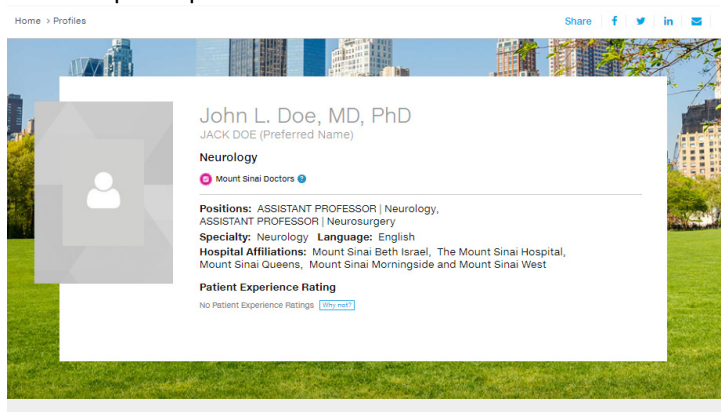 Home > Profiles
Share
John L. Doe, MD, PhD
JACK DOE (Preferred Name)
Neurology
Mount Sinai Doctors ?
Positions: ASSISTANT PROFESSOR | Neurology,
ASSISTANT PROFESSOR | Neurosurgery
Specialty: Neurology Language: English
Hospital Affiliations: Mount Sinai Beth Israel, The Mount Sinai Hospital,
Mount Sinai Queens, Mount Sinai Morningside and Mount Sinai West
Patient Experience Rating
No Patient Experience Ratings Why not?